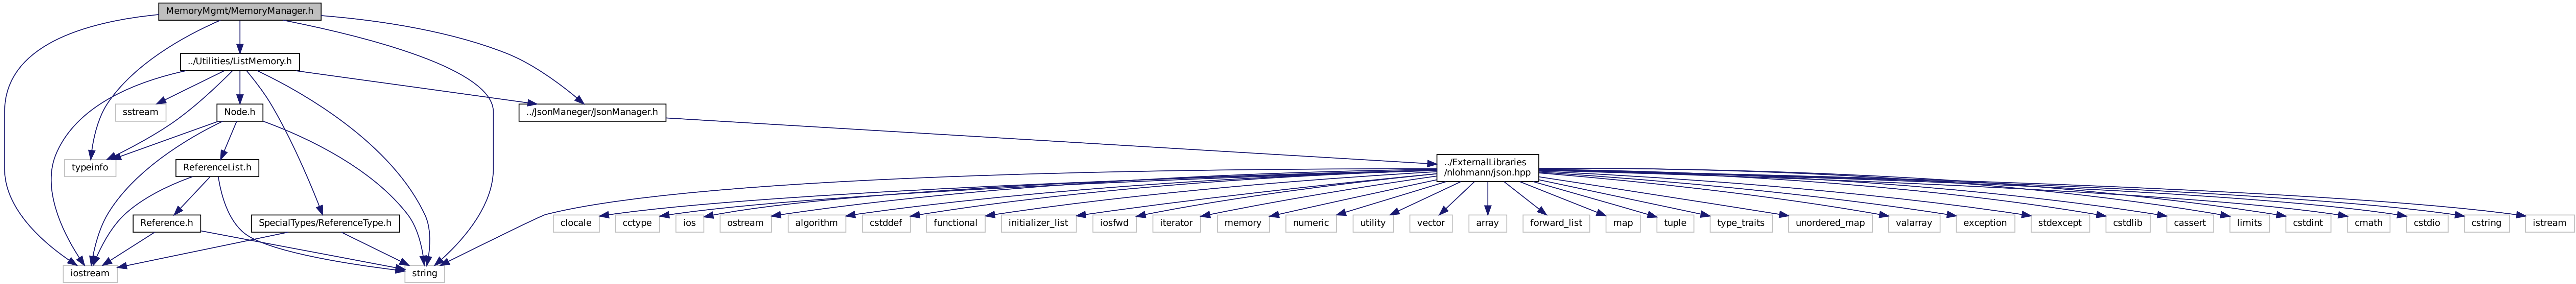 MemoryMgmt/MemoryManager.h
../Utilities/ListMemory.h
sstream
Node.h
../JsonManeger/JsonManager.h
typeinfo
ReferenceList.h
../ExternalLibraries
/nlohmann/json.hpp
Reference.h
SpecialTypes/ReferenceType.h
clocale
cctype
ios
ostream
algorithm
cstddef
functional
initializer_list
iosfwd
iterator
memory
numeric
utility
vector
array
forward_list
map
tuple
type_traits
unordered_map
valarray
exception
stdexcept
cstdlib
cassert
limits
cstdint
cmath
cstdio
cstring
istream
iostream
string